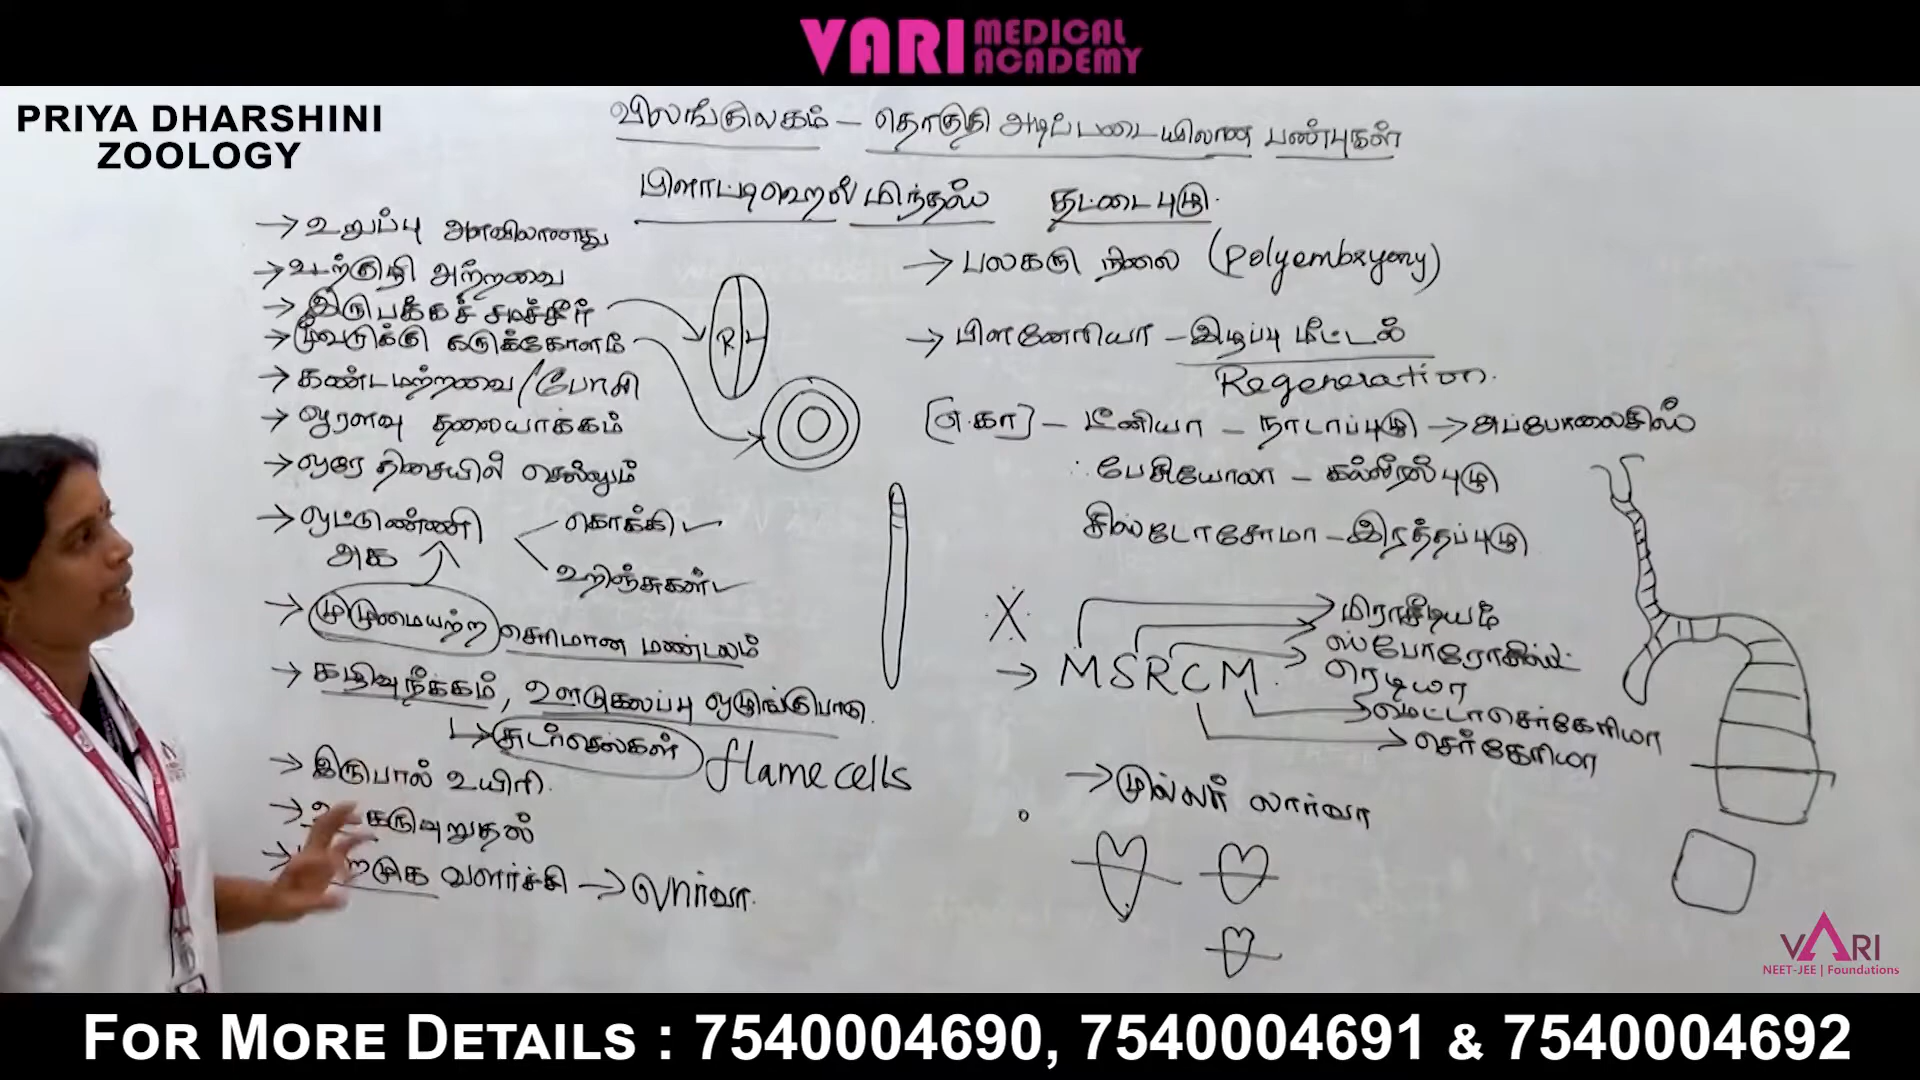 VARI MEDICAL ACADEMY
PRIYA DHARSHINI
ZOOLOGY
விலங்குலகம் – தொகுதி அடிப்படையிலான பண்புகள்
பிளாட்டிஹெல்மின்தஸ் தட்டைபுழு.
→ உறுப்பு அளவிலானது
→ உடற்குழி அற்றவை
→ இருபக்கச் சமச்சீர்
→ மூவடுக்கு கருக்கோளம்
→ கண்டமற்றவை / போலி
→ ஓரளவு தலையாக்கம்
→ ஒரே திசையில் செல்லும்
→ ஒட்டுண்ணி
அக
கொக்கி
உறிஞ்சுகள்
→ முழுமையற்ற செரிமான மண்டலம்
→ கழிவுநீக்கம், ஊடுகலப்பு ஒழுங்குபாடு.
சுடர்செல்கள் flame cells
→ இருபால் உயிரி.
கருவுறுதல்
வளர்ச்சி → லார்வா.
R L
→ பலகரு நிலை (Polyembryony)
→ பிளனேரியா – இழப்பு மீட்டல்
Regeneration.
[எ.கா] – டீனியா – நாடாப்புழு → அப்போலைசிஸ்
பேசியோலா – கல்லீரல்புழு
சிஸ்டோசோமா – இரத்தப்புழு
X
→ MSRCM.
மிராசிடியம்
ஸ்போரோசிஸ்ட்
ரெடியா
மெட்டாசெர்கேரியா
செர்கேரியா
→ முல்லர் லார்வா
VARI
NEET-JEE | Foundations
FOR MORE DETAILS : 7540004690, 7540004691 & 7540004692